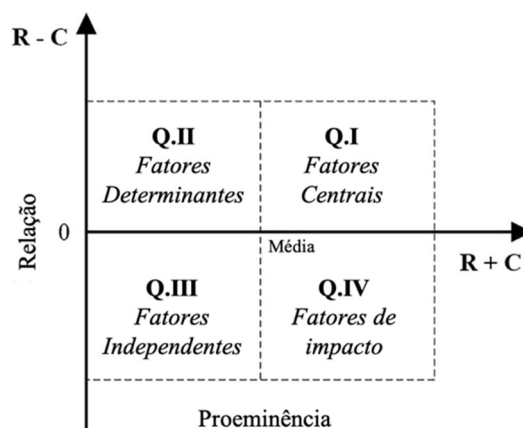 R - C
Q.II
Fatores
Determinantes
Q.I
Fatores
Centrais
Relação
0
Média
R + C
Q.III
Fatores
Independentes
Q.IV
Fatores de
impacto
Proeminência